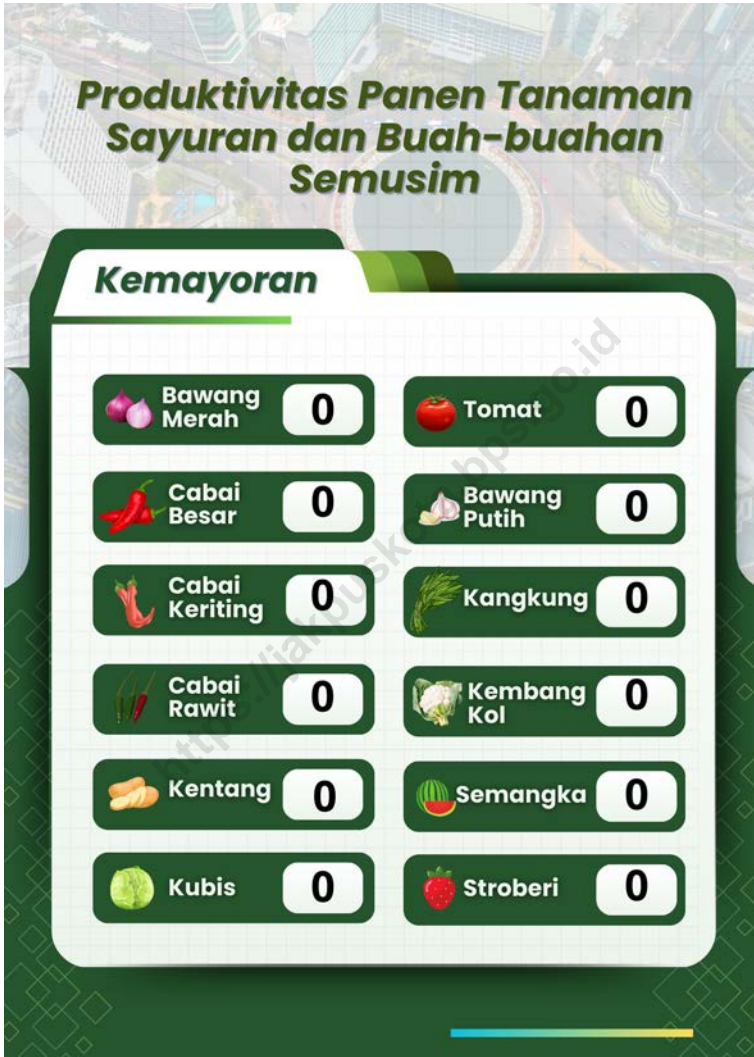 Produktivitas Panen Tanaman
Sayuran dan Buah-buahan
Semusim
Kemayoran
Bawang
Merah
0
Cabai
Besar
0
Cabai
Keriting
0
Cabai
Rawit
0
Kentang
0
Kubis
0
Tomat
0
Bawang
Putih
0
Kangkung
0
Kembang
Kol
0
Semangka
0
Stroberi
0
https://jakpuskota.bps.go.id